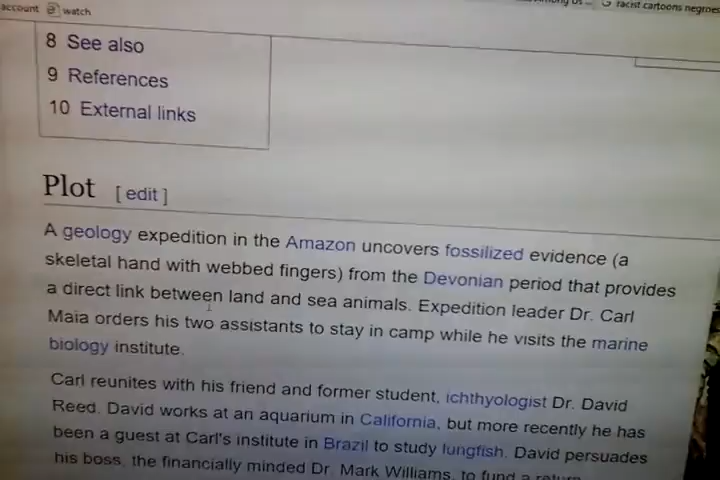 account watch racist cartoons negroes
8 See also
9 References
10 External links
Plot [ edit ]
A geology expedition in the Amazon uncovers fossilized evidence (a
skeletal hand with webbed fingers) from the Devonian period that provides
a direct link between land and sea animals. Expedition leader Dr. Carl
Maia orders his two assistants to stay in camp while he visits the marine
biology institute.
Carl reunites with his friend and former student, ichthyologist Dr. David
Reed. David works at an aquarium in California, but more recently he has
been a guest at Carl's institute in Brazil to study lungfish. David persuades
his boss, the financially minded Dr. Mark Williams, to fund a return